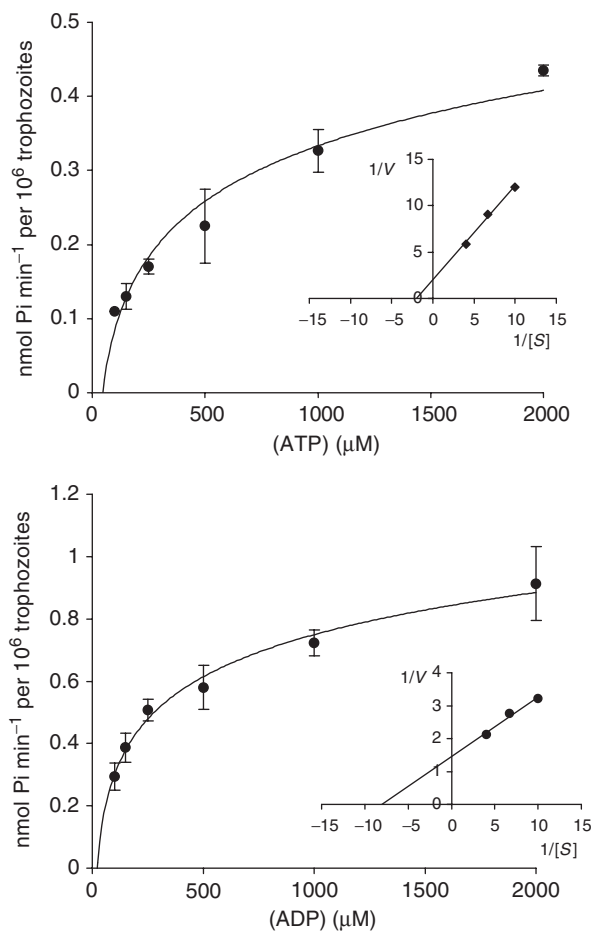 0.5
0.4
0.3
0.2
0.1
0
nmol Pi min⁻¹ per 10⁶ trophozoites
0 500 1000 1500 2000
(ATP) (μM)
1/V
15
10
5
0
−15 −10 −5 0 5 10 15
1/[S]
1.2
1
0.8
0.6
0.4
0.2
0
nmol Pi min⁻¹ per 10⁶ trophozoites
0 500 1000 1500 2000
(ADP) (μM)
1/V
4
3
2
1
0
−15 −10 −5 0 5 10 15
1/[S]